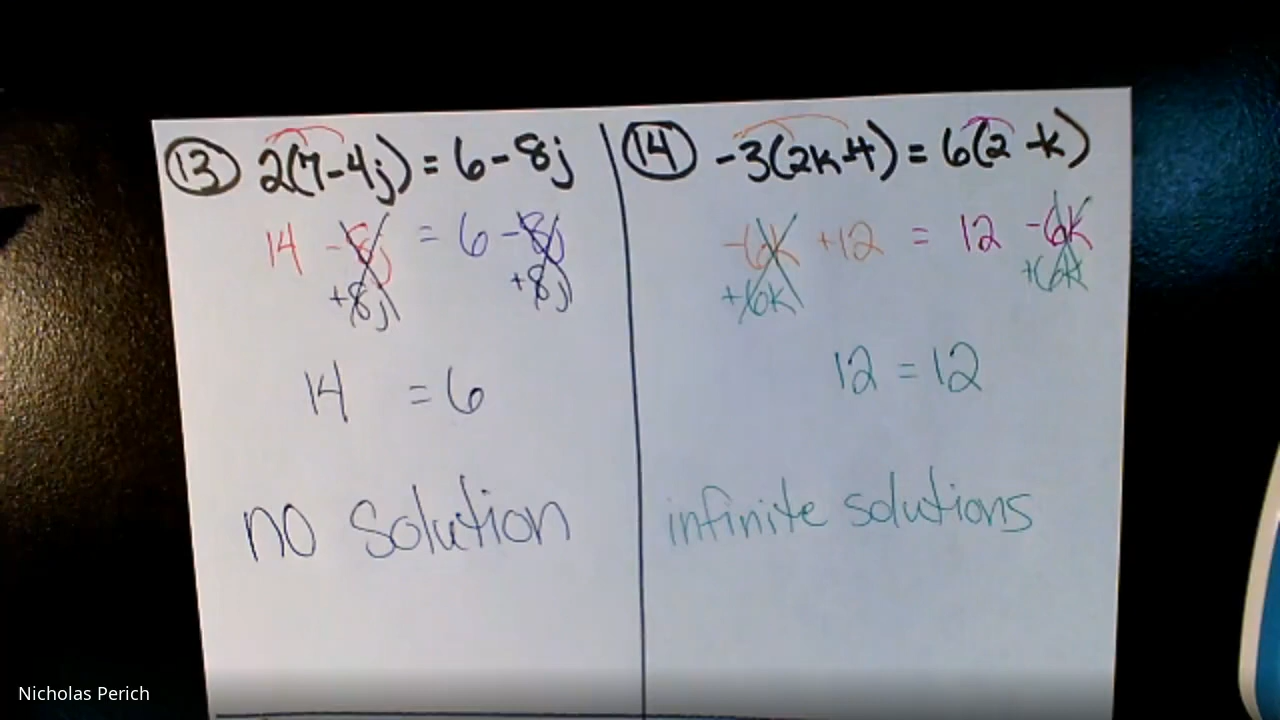 13 2(7-4j) = 6-8j
14 -8j = 6-8j
+8j +8j
14 = 6
no solution
14 -3(2k-4) = 6(2-k)
-6k +12 = 12 -6k
+6k +6k
12 = 12
infinite solutions
Nicholas Perich